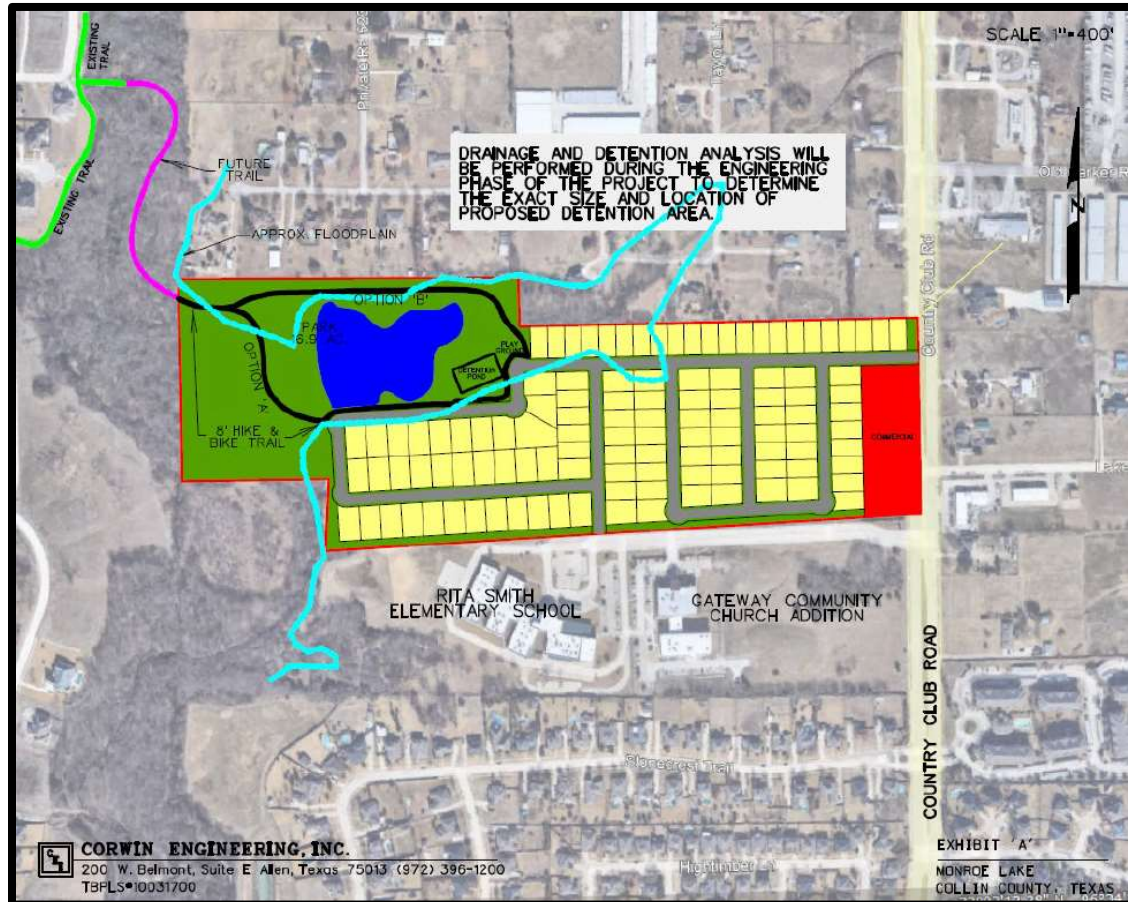 SCALE 1"=400'
EXISTING
TRAIL
FUTURE
TRAIL
EXISTING TRAIL
APPROX. FLOODPLAIN
DRAINAGE AND DETENTION ANALYSIS WILL
BE PERFORMED DURING THE ENGINEERING
PHASE OF THE PROJECT TO DETERMINE
THE EXACT SIZE AND LOCATION OF
PROPOSED DETENTION AREA.
N
Country Club Rd
OPTION 'B'
PARK
OPTION 'A'
PLAY
GROUND
DETENTION
POND
8' HIKE &
BIKE TRAIL
COMMERCIAL
RITA SMITH
ELEMENTARY SCHOOL
GATEWAY COMMUNITY
CHURCH ADDITION
COUNTRY CLUB ROAD
Stonecrest Trail
Hightimber Ln
CORWIN ENGINEERING, INC.
200 W. Belmont, Suite E Allen, Texas 75013 (972) 396-1200
TBPLS#10031700
EXHIBIT 'A'
MONROE LAKE
COLLIN COUNTY, TEXAS